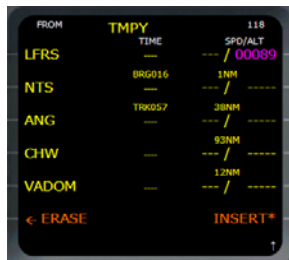 FROM TMPY 118
TIME SPD/ALT
LFRS ---- --- / 00089
BRG016 1NM
NTS ---- --- / -----
TRK057 38NM
ANG ---- --- / -----
93NM
CHW ---- --- / -----
12NM
VADOM ---- --- / -----
← ERASE INSERT*
↑